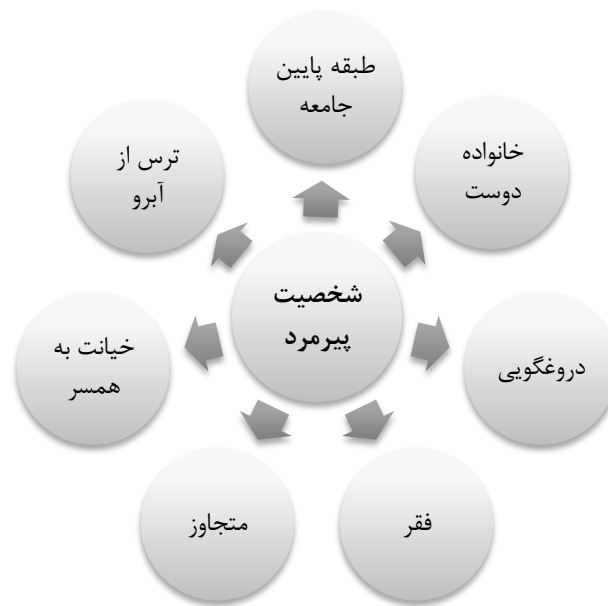 طبقه پایین
جامعه
خانواده
دوست
دروغگویی
فقر
متجاوز
خیانت به
همسر
ترس از
آبرو
شخصیت
پیرمرد